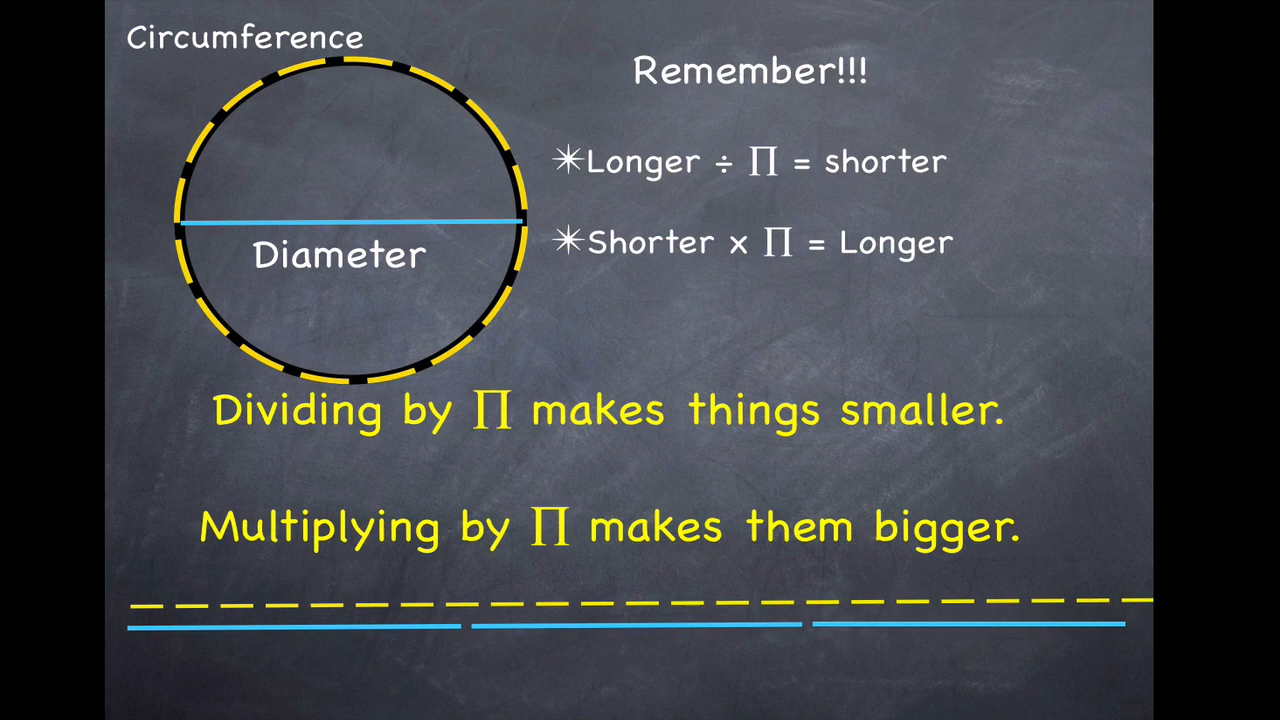 Circumference
Remember!!!
✴Longer ÷ Π = shorter
✴Shorter x Π = Longer
Diameter
Dividing by Π makes things smaller.
Multiplying by Π makes them bigger.